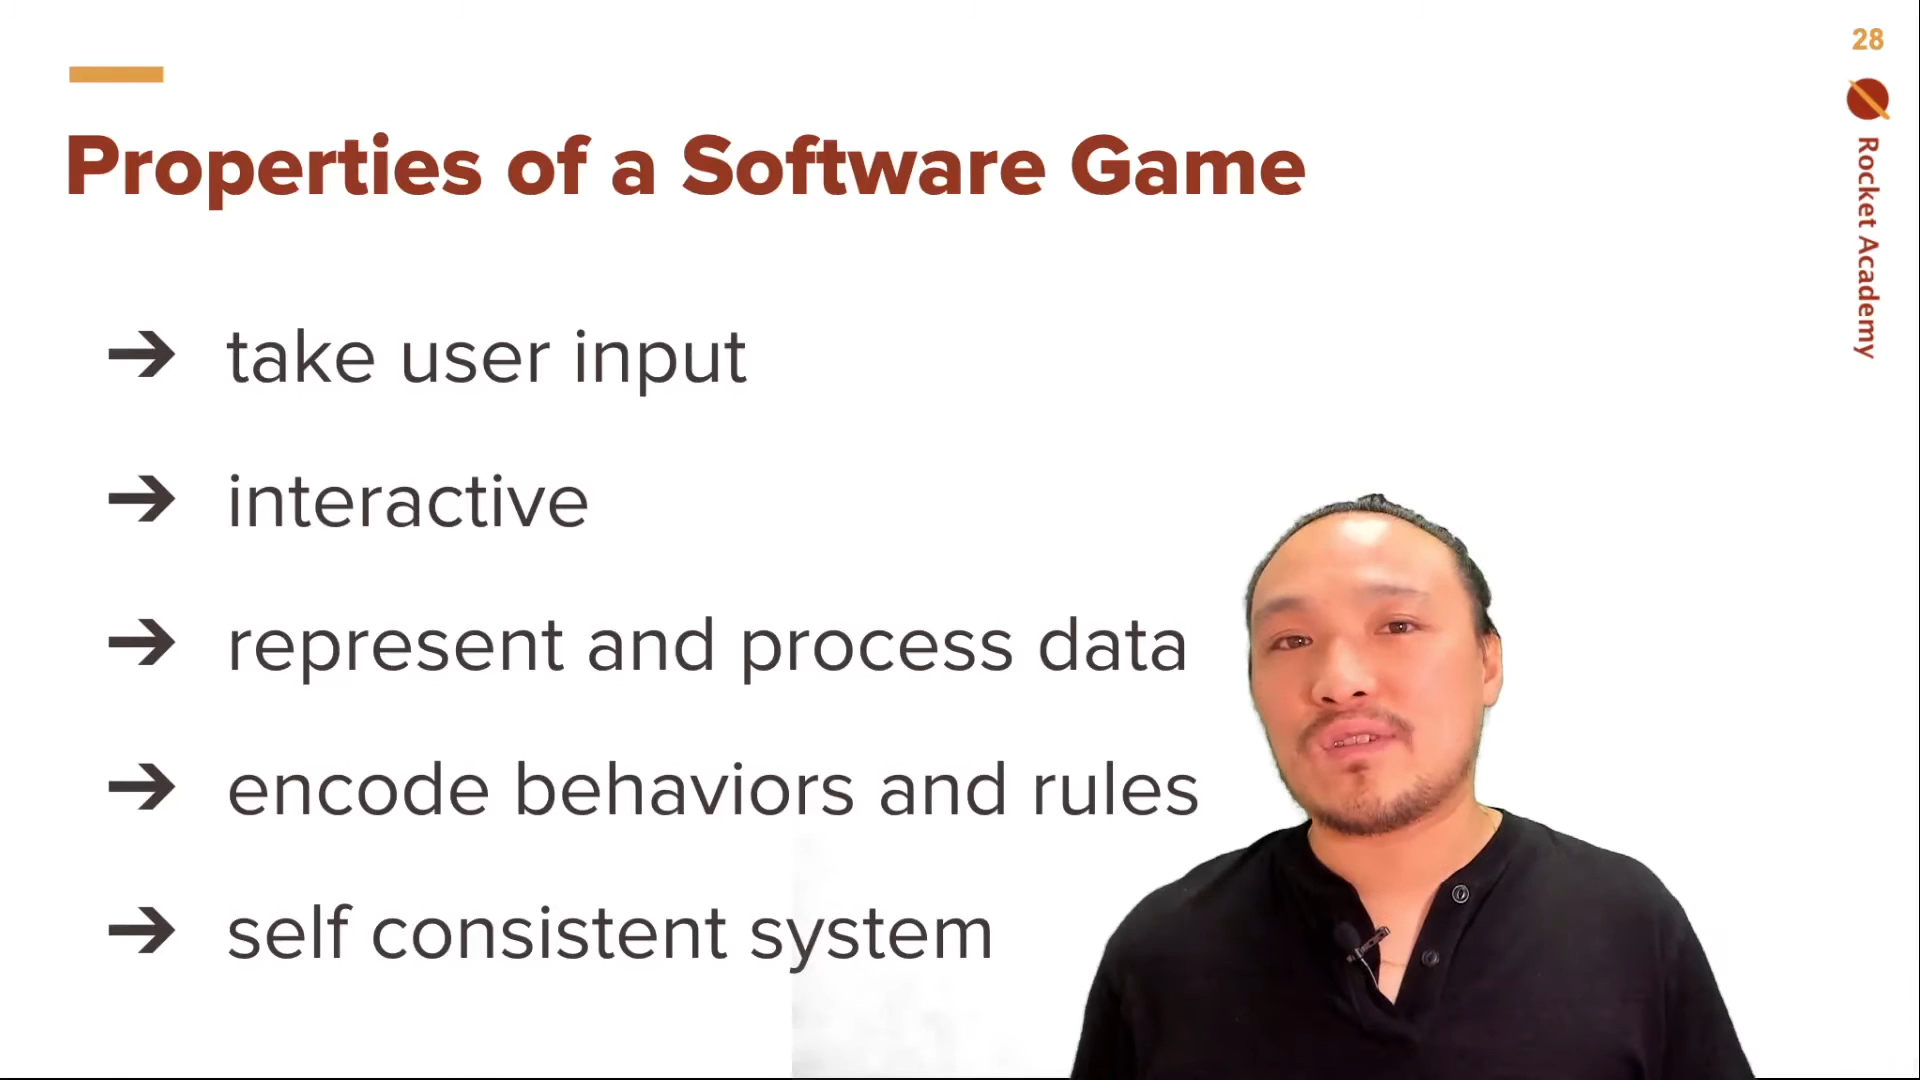 28
Rocket Academy
Properties of a Software Game
➔ take user input
➔ interactive
➔ represent and process data
➔ encode behaviors and rules
➔ self consistent system